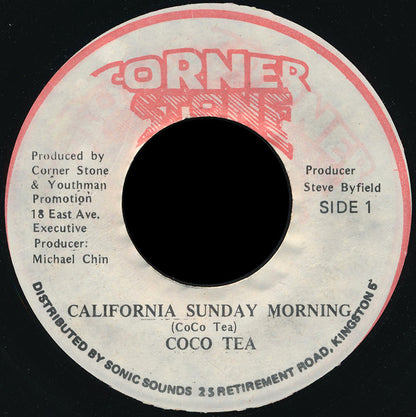 CORNER
STONE
Produced by
Corner Stone
& Youthman
Promotion
18 East Ave.
Executive
Producer:
Michael Chin
Producer
Steve Byfield
SIDE 1
CALIFORNIA SUNDAY MORNING
(CoCo Tea)
COCO TEA
DISTRIBUTED BY SONIC SOUNDS 25 RETIREMENT ROAD, KINGSTON 5